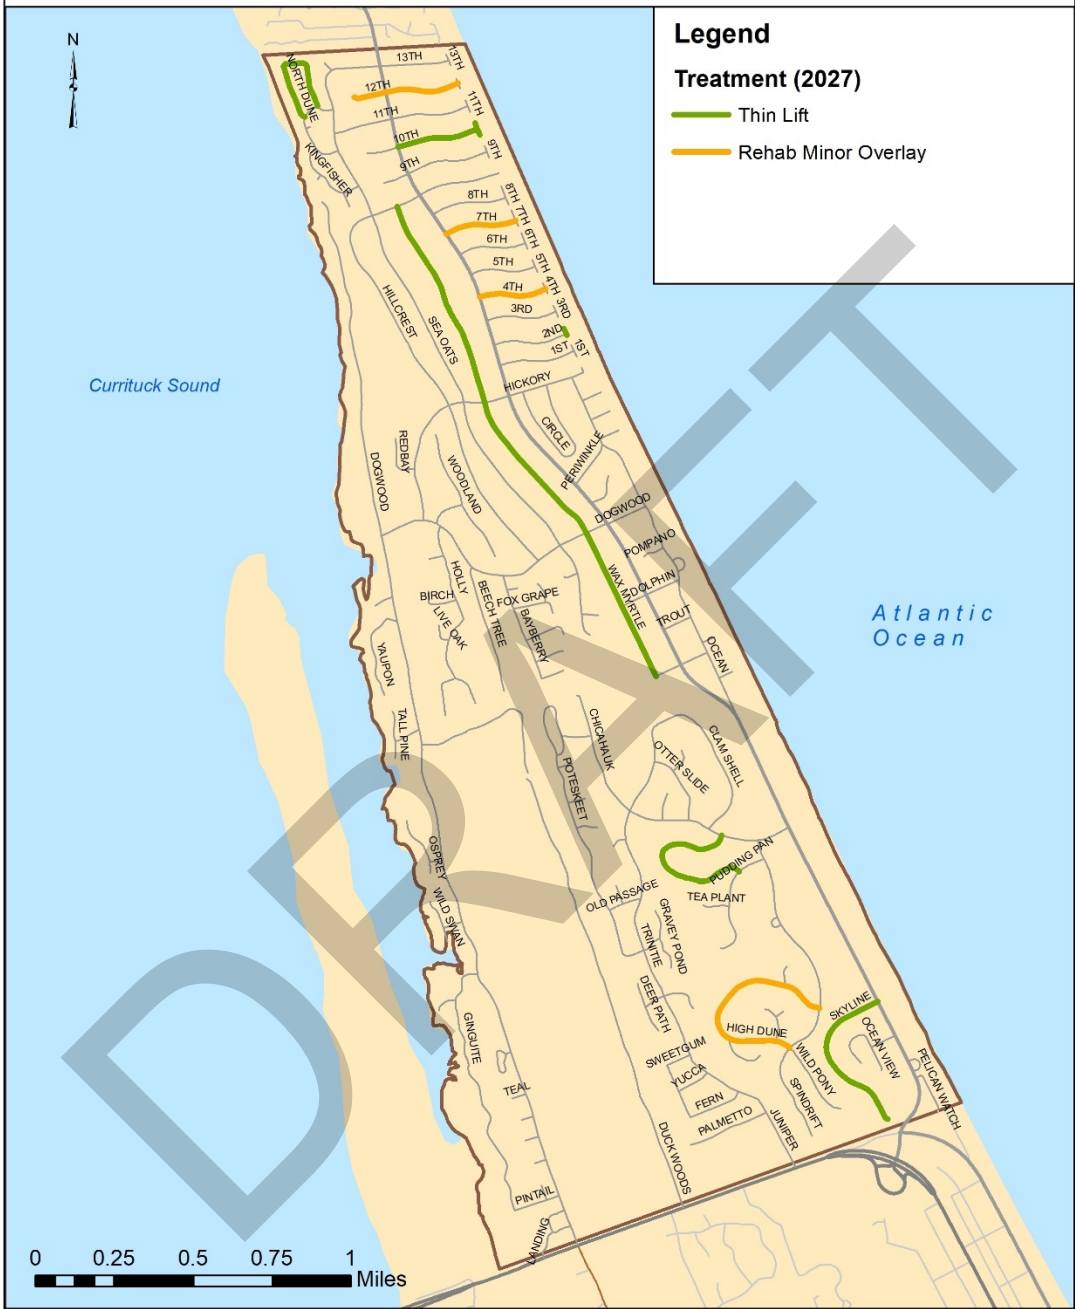 Legend
Treatment (2027)
Thin Lift
Rehab Minor Overlay
N
13TH
13TH
NORTH DUNE
12TH
11TH
11TH
10TH
9TH
9TH
KINGFISHER
8TH
8TH
7TH
7TH
6TH
6TH
5TH
5TH
4TH
4TH
3RD
3RD
2ND
1ST
1ST
HILLCREST
SEA OATS
HICKORY
Currituck Sound
CIRCLE
PERIWINKLE
REDBAY
DOGWOOD
WOODLAND
DOGWOOD
POMPANO
WAX MYRTLE
DOLPHIN
TROUT
HOLLY
BIRCH
LIVE OAK
BEECH TREE
FOX GRAPE
BAYBERRY
Atlantic
Ocean
OCEAN
YAUPON
TALL PINE
CHICAHAUK
CLAM SHELL
OTTER SLIDE
POTESKEET
OSPREY
PUDDING PAN
WILD SWAN
OLD PASSAGE
TEA PLANT
GRAVEY POND
TRINITIE
DEER PATH
SKYLINE
HIGH DUNE
OCEAN VIEW
GINGUITE
SWEETGUM
WILD PONY
PELICAN WATCH
YUCCA
TEAL
FERN
SPINDRIFT
PALMETTO
JUNIPER
DUCK WOODS
PINTAIL
LANDING
0 0.25 0.5 0.75 1
Miles
DRAFT